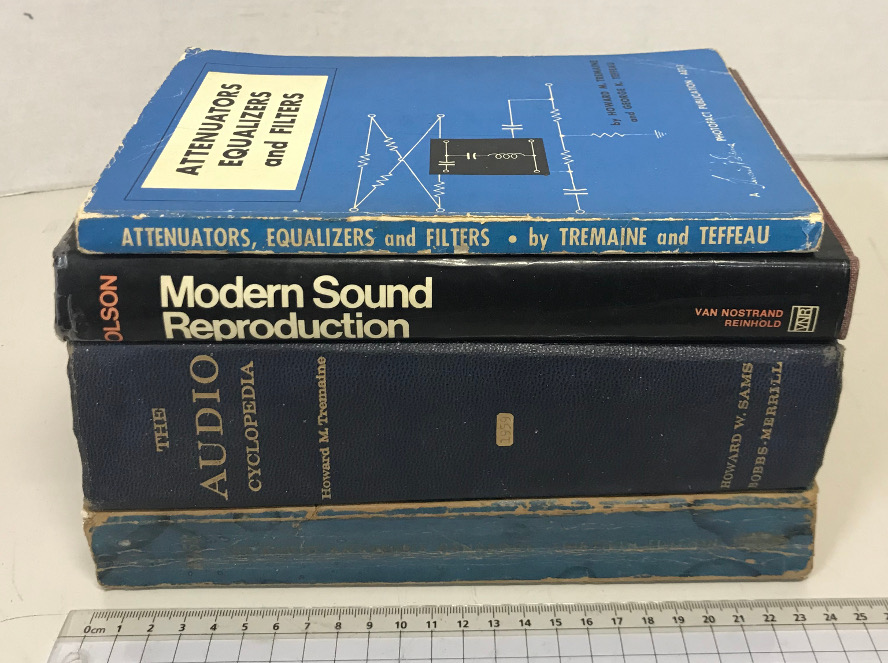 ATTENUATORS
EQUALIZERS
and FILTERS
by HOWARD M. TREMAINE
and GEORGE K. TEFFEAU
A
PHOTOFACT PUBLICATION
ATTENUATORS, EQUALIZERS and FILTERS • by TREMAINE and TEFFEAU
OLSON
Modern Sound
Reproduction
VAN NOSTRAND
REINHOLD
VNR
THE
AUDIO
CYCLOPEDIA
Howard M. Tremaine
1959
HOWARD W. SAMS
BOBBS-MERRILL
0cm 1 2 3 4 5 6 7 8 9 10 11 12 13 14 15 16 17 18 19 20 21 22 23 24 25